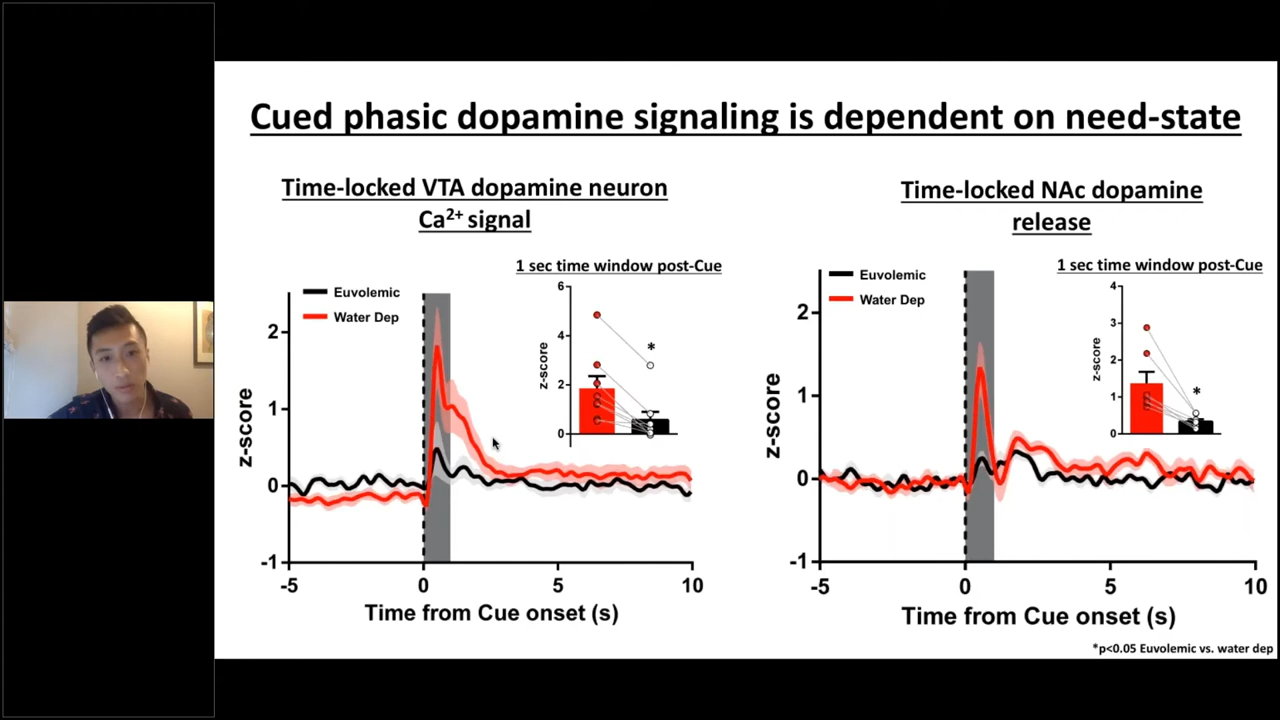 Cued phasic dopamine signaling is dependent on need-state
Time-locked VTA dopamine neuron
Ca²⁺ signal
1 sec time window post-Cue
Euvolemic
Water Dep
z-score
2
1
0
-1
-5
0
5
10
Time from Cue onset (s)
z-score
6
4
2
0
*
Time-locked NAc dopamine
release
1 sec time window post-Cue
Euvolemic
Water Dep
z-score
2
1
0
-1
-5
0
5
10
Time from Cue onset (s)
z-score
4
3
2
1
0
*
*p<0.05 Euvolemic vs. water dep